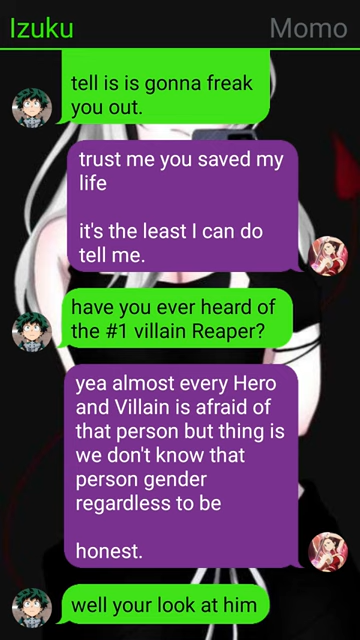 Izuku
Momo
tell is is gonna freak
you out.
trust me you saved my
life
it's the least I can do
tell me.
have you ever heard of
the #1 villain Reaper?
yea almost every Hero
and Villain is afraid of
that person but thing is
we don't know that
person gender
regardless to be
honest.
well your look at him